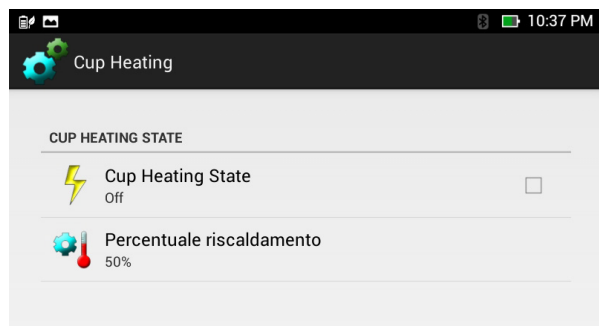 10:37 PM
Cup Heating
CUP HEATING STATE
Cup Heating State
Off
Percentuale riscaldamento
50%